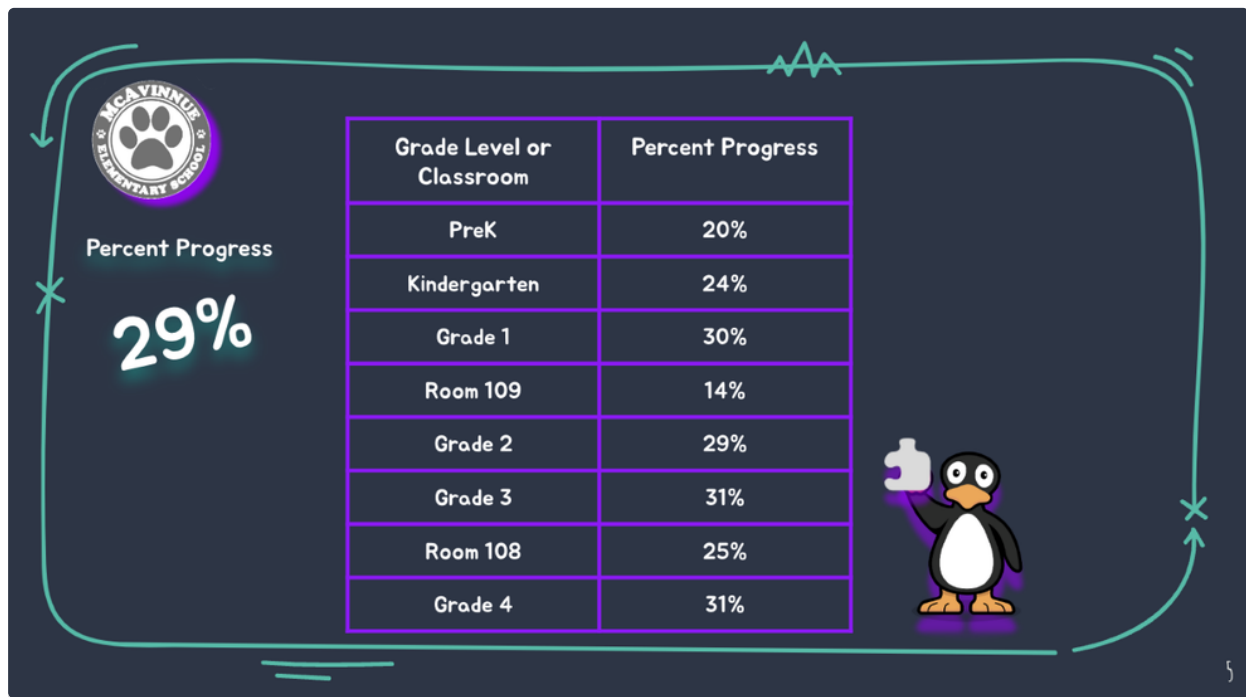 McAVINNUE
ELEMENTARY SCHOOL
Percent Progress
29%
Grade Level or Classroom
Percent Progress
PreK
20%
Kindergarten
24%
Grade 1
30%
Room 109
14%
Grade 2
29%
Grade 3
31%
Room 108
25%
Grade 4
31%
5